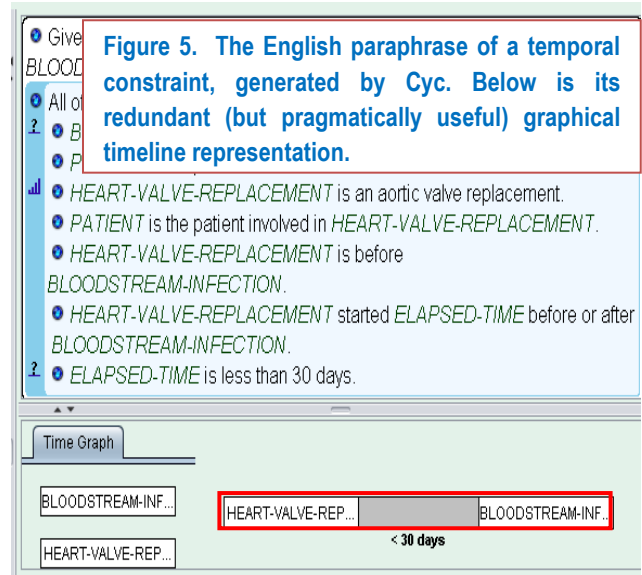 Give
BLOOD
Figure 5. The English paraphrase of a temporal
constraint, generated by Cyc. Below is its
redundant (but pragmatically useful) graphical
timeline representation.
All of
? B
P
HEART-VALVE-REPLACEMENT is an aortic valve replacement.
PATIENT is the patient involved in HEART-VALVE-REPLACEMENT.
HEART-VALVE-REPLACEMENT is before
BLOODSTREAM-INFECTION.
HEART-VALVE-REPLACEMENT started ELAPSED-TIME before or after
BLOODSTREAM-INFECTION.
? ELAPSED-TIME is less than 30 days.
Time Graph
BLOODSTREAM-INF...
HEART-VALVE-REP... BLOODSTREAM-INF...
< 30 days
HEART-VALVE-REP...